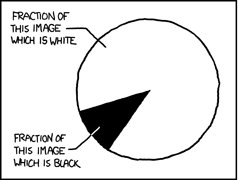 FRACTION OF
THIS IMAGE
WHICH IS WHITE
FRACTION OF
THIS IMAGE
WHICH IS BLACK